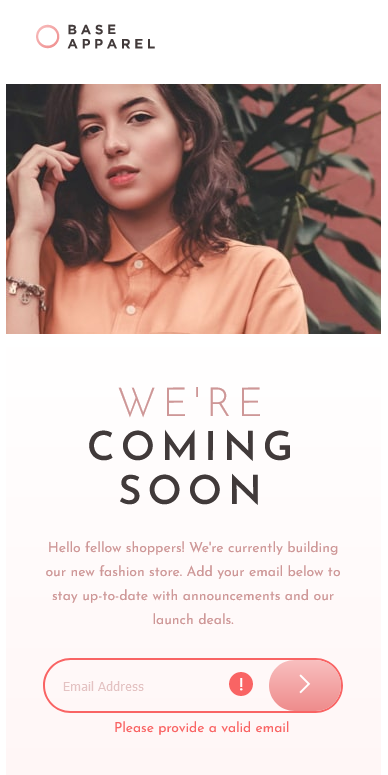 BASE
APPAREL
WE'RE
COMING
SOON
Hello fellow shoppers! We're currently building
our new fashion store. Add your email below to
stay up-to-date with announcements and our
launch deals.
Email Address
!
Please provide a valid email